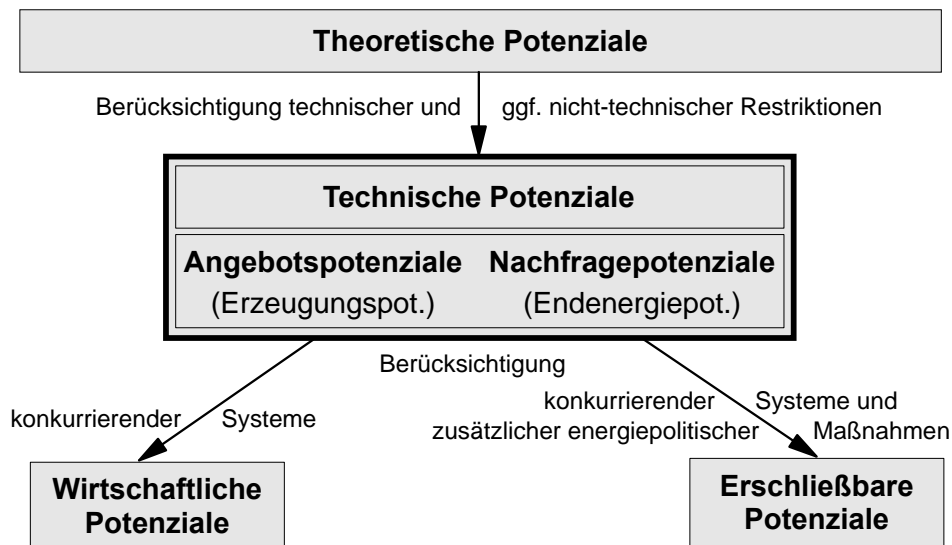 Theoretische Potenziale
Berücksichtigung technischer und ggf. nicht-technischer Restriktionen
Technische Potenziale
Angebotspotenziale Nachfragepotenziale
(Erzeugungspot.) (Endenergiepot.)
Berücksichtigung
konkurrierender Systeme
konkurrierender Systeme und
zusätzlicher energiepolitischer Maßnahmen
Wirtschaftliche
Potenziale
Erschließbare
Potenziale